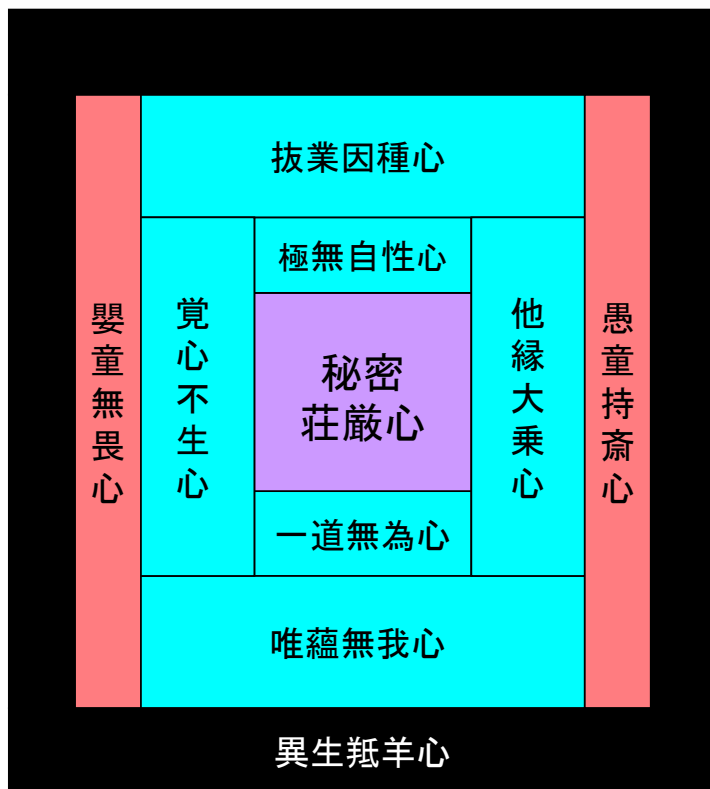 抜業因種心
極無自性心
嬰童無畏心
覚心不生心
秘密
荘厳心
他縁大乗心
愚童持斎心
一道無為心
唯蘊無我心
異生羝羊心